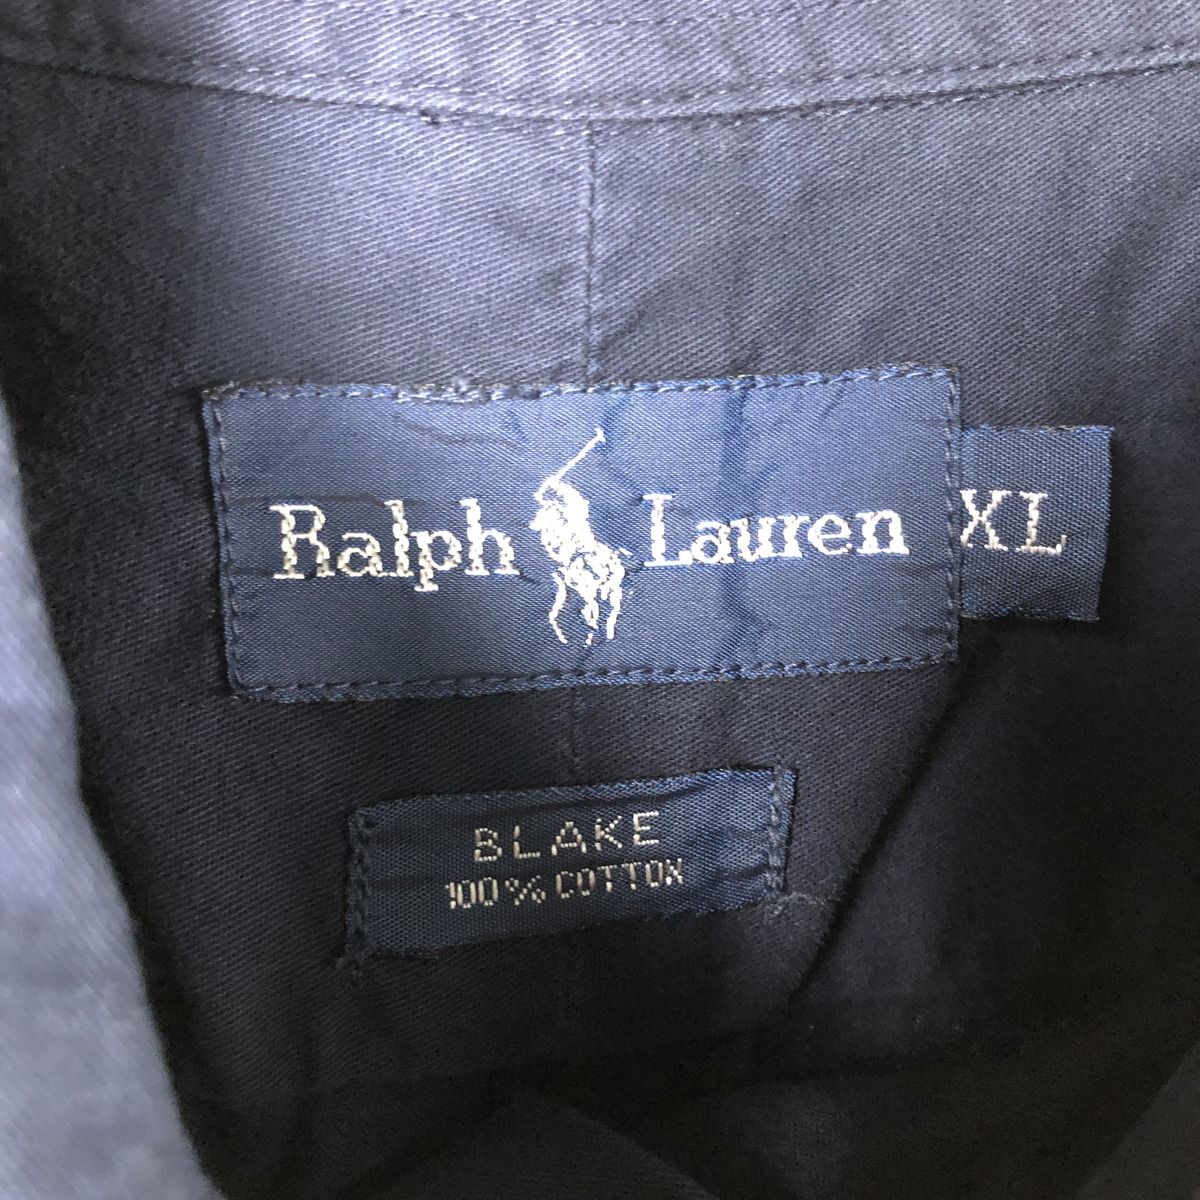 Ralph Lauren XL
BLAKE
100% COTTON